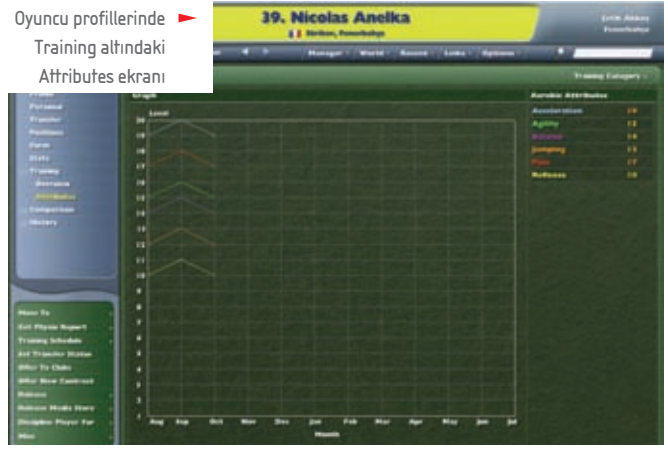 Oyuncu profillerinde
Training altındaki
Attributes ekranı
39. Nicolas Anelka
Striker, Fenerbahçe
Fenerbahçe
Manager World Recent Links Options
Training Category
Profile
Personal
Transfer
Positions
Form
Stats
Training
Overview
Attributes
Comparison
History
Move To
Get Physio Report
Training Schedule
Set Transfer Status
Offer To Clubs
Offer New Contract
Release
Release Media Story
Discipline Player For
Misc
Graph
Level
20
19
18
17
16
15
14
13
12
11
10
9
8
7
6
5
4
3
2
1
Aug Sep Oct Nov Dec Jan Feb Mar Apr May Jun Jul
Month
Aerobic Attributes
Acceleration
Agility
Balance
Jumping
Pace
Reflexes